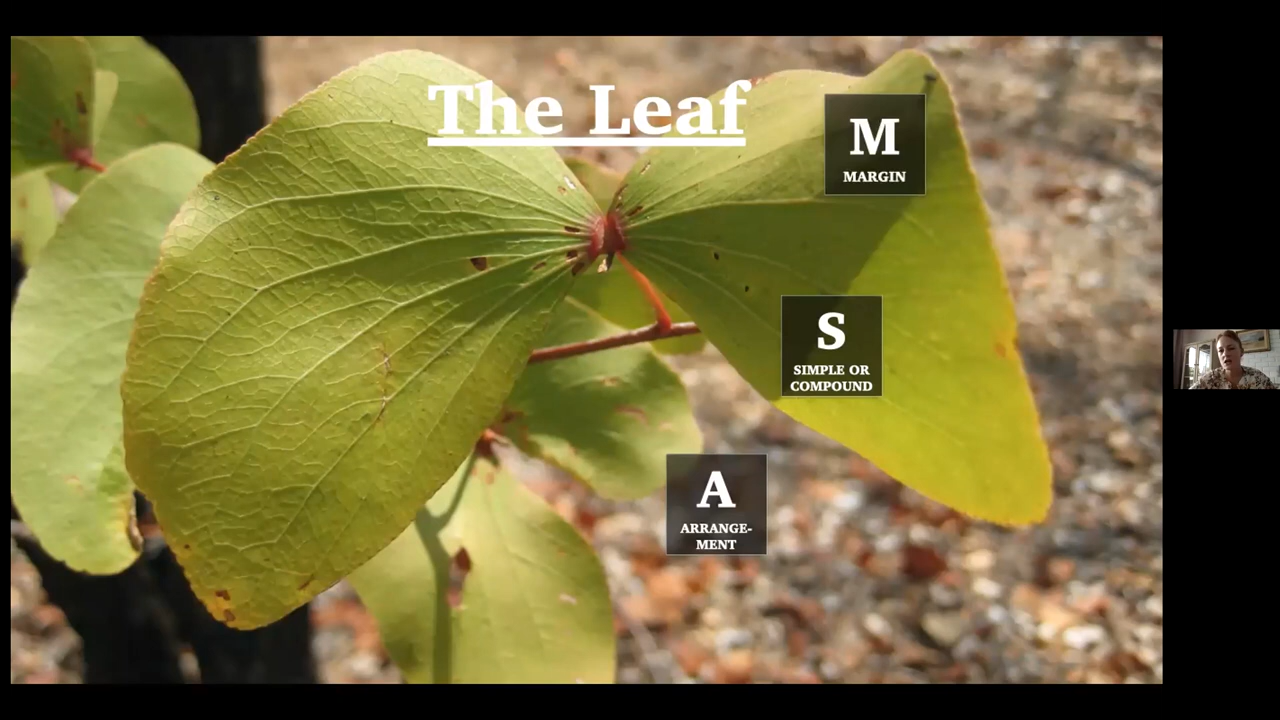 The Leaf
M
MARGIN
S
SIMPLE OR
COMPOUND
A
ARRANGE-
MENT